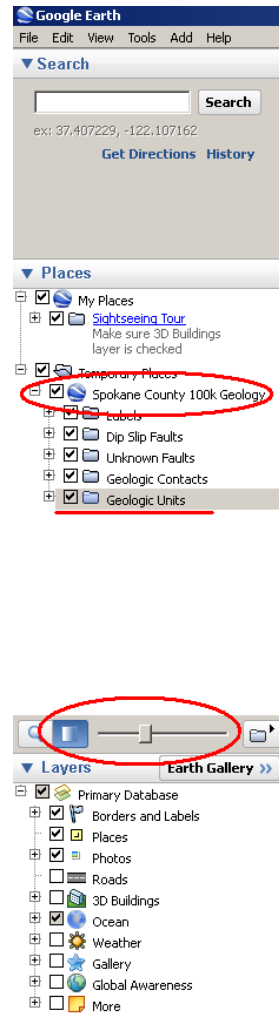 Google Earth
File Edit View Tools Add Help
Search
Search
ex: 37.407229, -122.107162
Get Directions History
Places
My Places
Sightseeing Tour
Make sure 3D Buildings
layer is checked
Temporary Places
Spokane County 100k Geology
Labels
Dip Slip Faults
Unknown Faults
Geologic Contacts
Geologic Units
Layers
Earth Gallery >>
Primary Database
Borders and Labels
Places
Photos
Roads
3D Buildings
Ocean
Weather
Gallery
Global Awareness
More